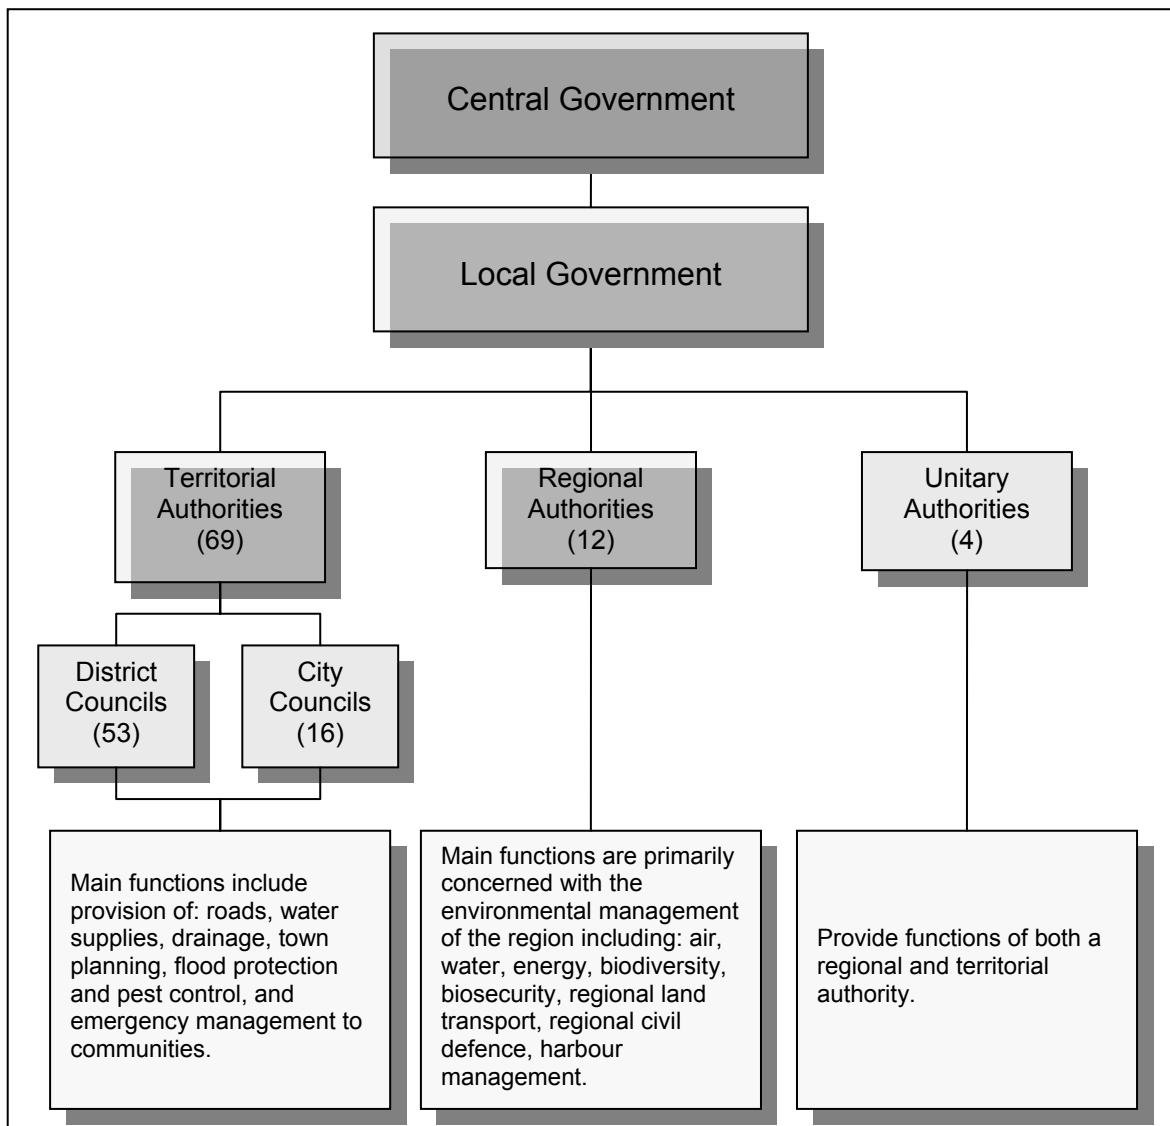 Central Government
Local Government
Territorial
Authorities
(69)
Regional
Authorities
(12)
Unitary
Authorities
(4)
District
Councils
(53)
City
Councils
(16)
Main functions include
provision of: roads, water
supplies, drainage, town
planning, flood protection
and pest control, and
emergency management to
communities.
Main functions are primarily
concerned with the
environmental management
of the region including: air,
water, energy, biodiversity,
biosecurity, regional land
transport, regional civil
defence, harbour
management.
Provide functions of both a
regional and territorial
authority.